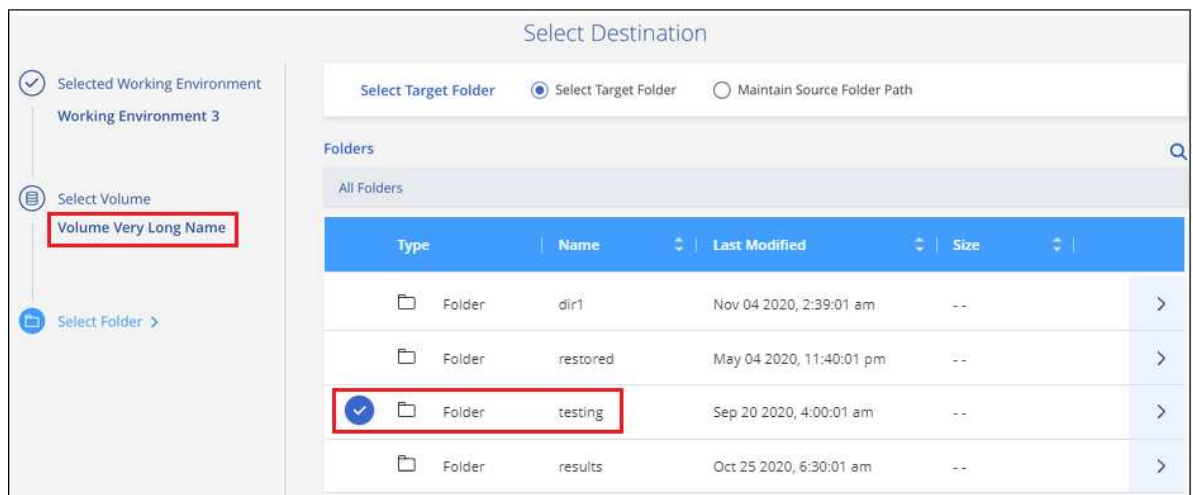 Select Destination
Selected Working Environment
Working Environment 3
Select Volume
Volume Very Long Name
Select Folder >
Select Target Folder Select Target Folder Maintain Source Folder Path
Folders
All Folders
Type Name Last Modified Size
Folder dir1 Nov 04 2020, 2:39:01 am - -
Folder restored May 04 2020, 11:40:01 pm - -
Folder testing Sep 20 2020, 4:00:01 am - -
Folder results Oct 25 2020, 6:30:01 am - -